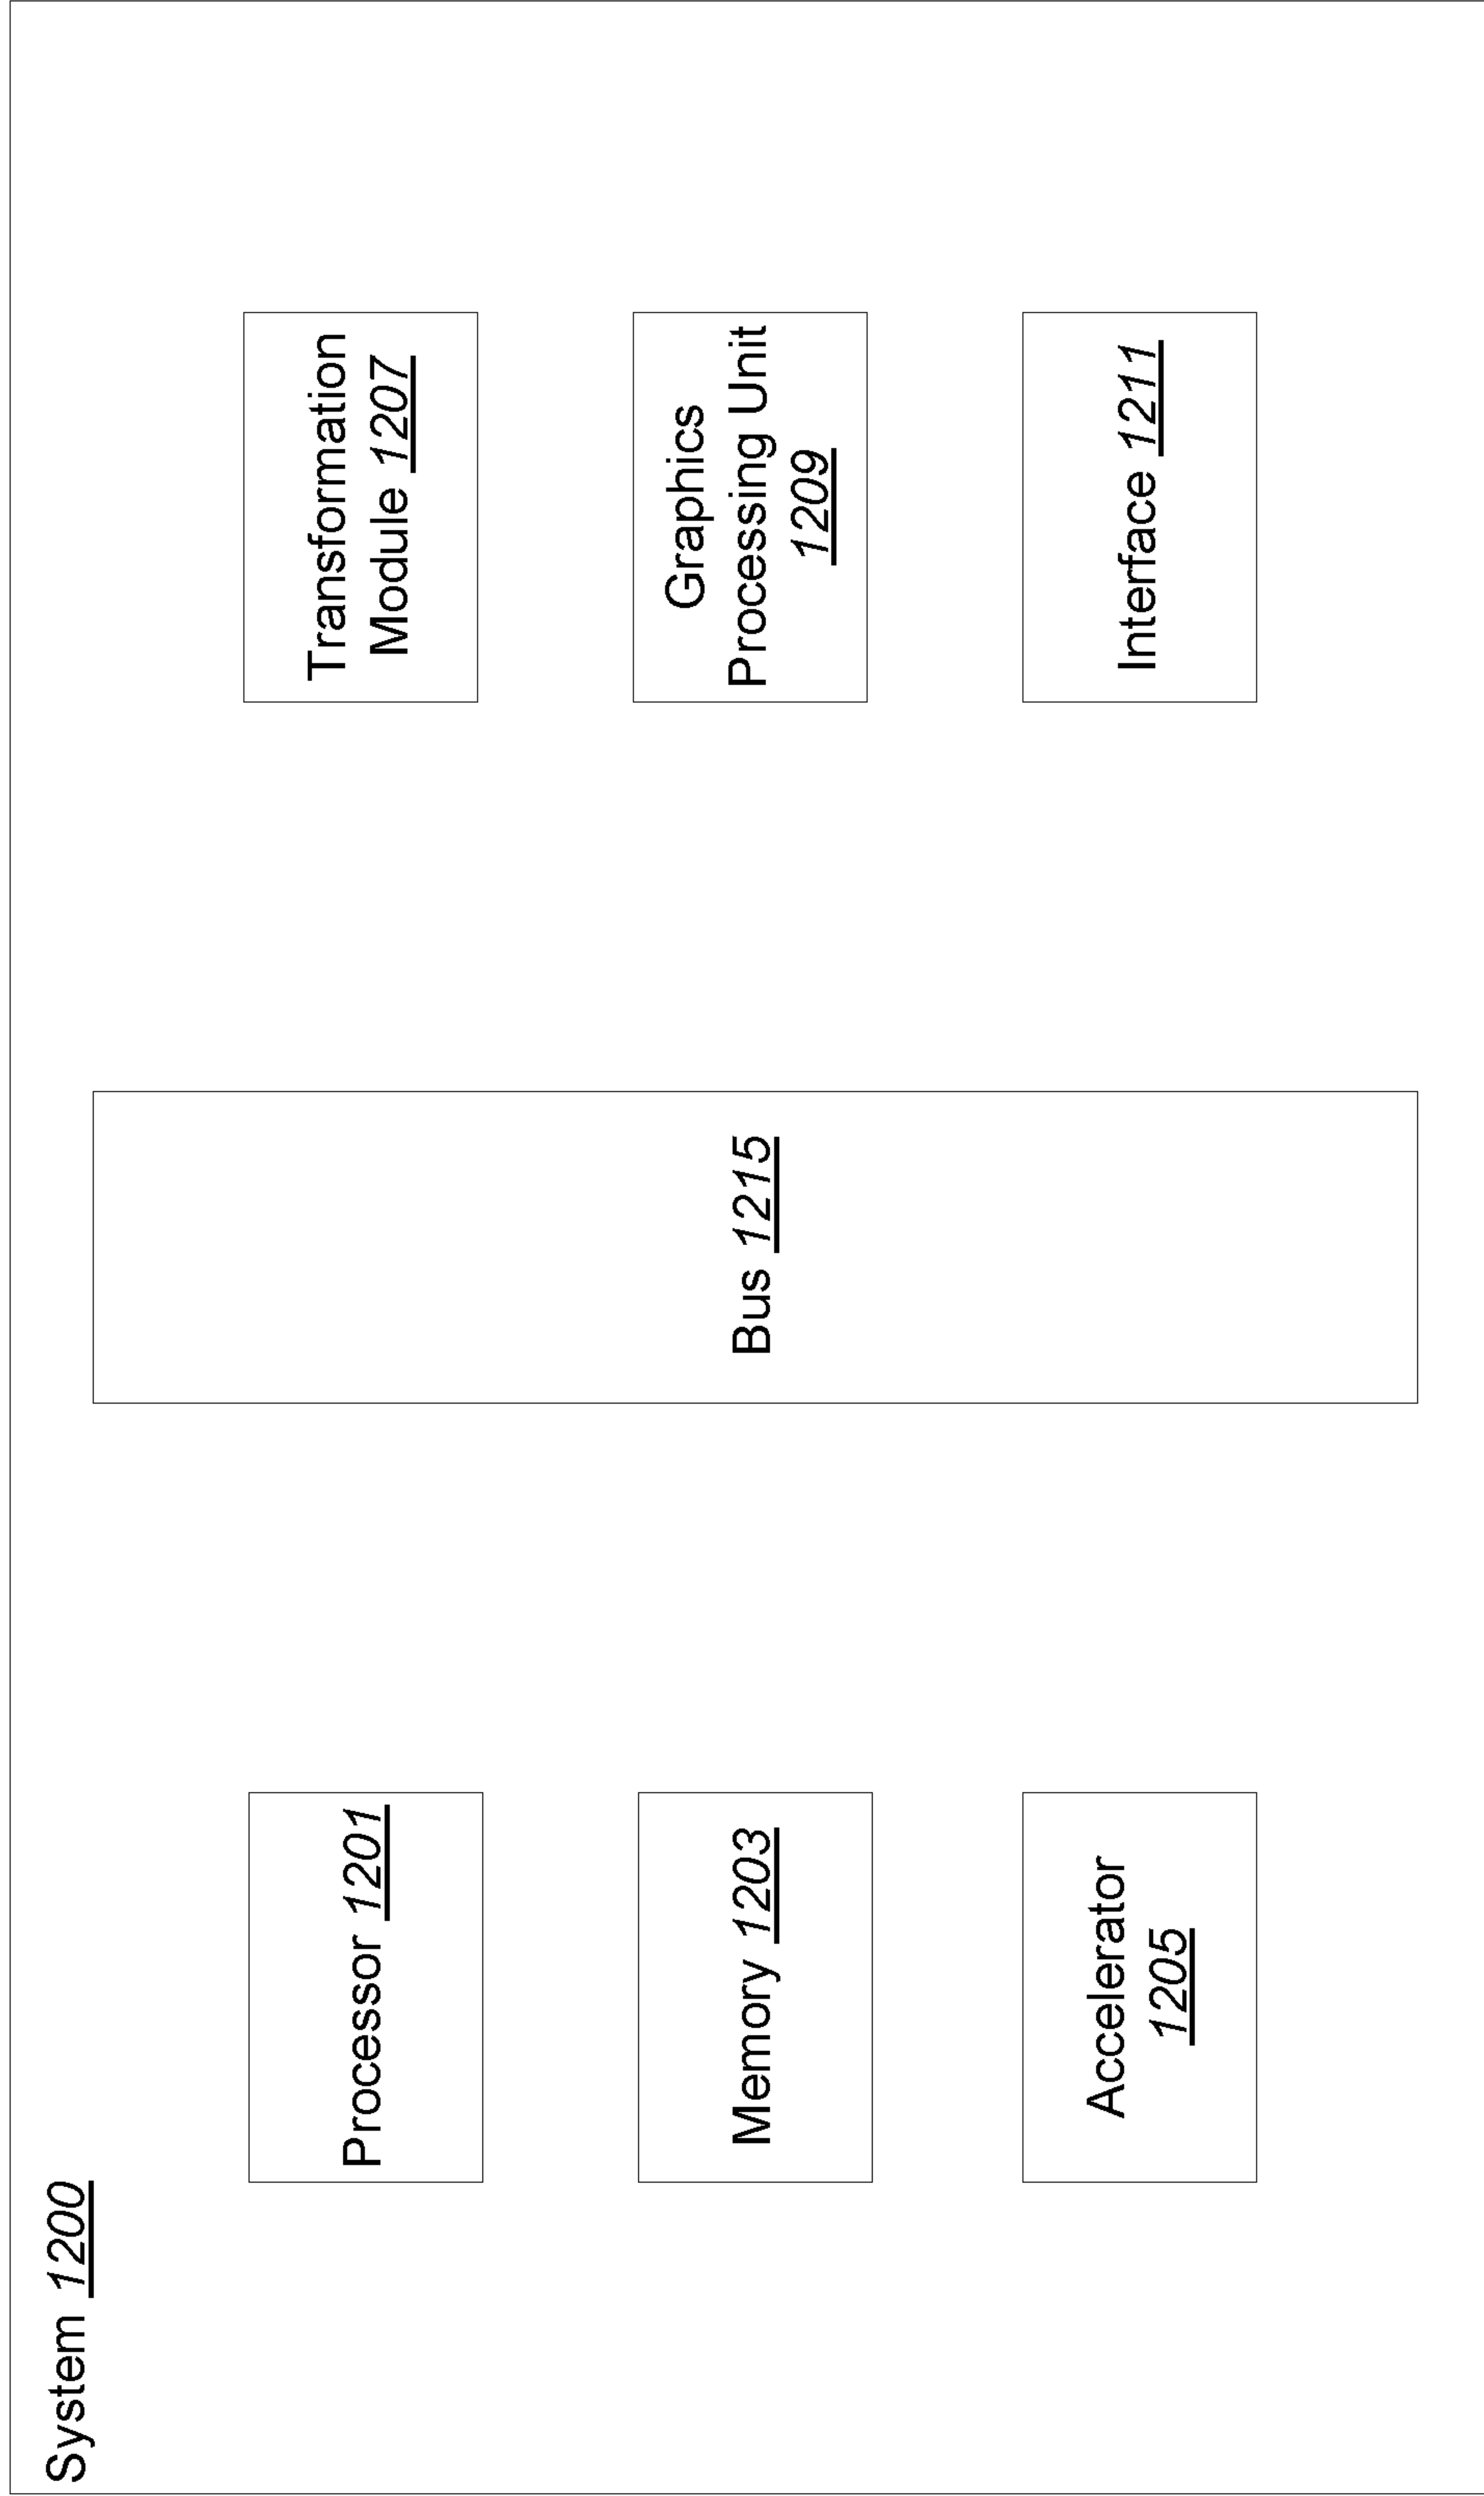 System 1200
Processor 1201
Memory 1203
Accelerator
1205
Bus 1215
Transformation
Module 1207
Graphics
Processing Unit
1209
Interface 1211